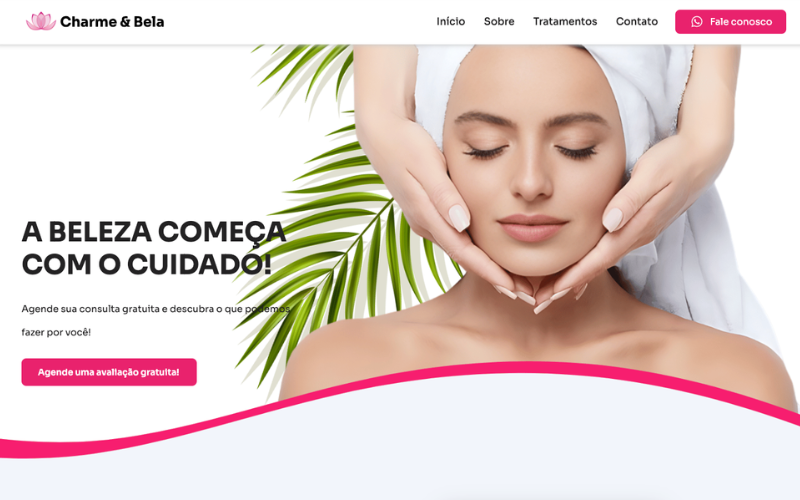 Charme & Bela
Início
Sobre
Tratamentos
Contato
Fale conosco
A BELEZA COMEÇA
COM O CUIDADO!
Agende sua consulta gratuita e descubra o que podemos
fazer por você!
Agende uma avaliação gratuita!